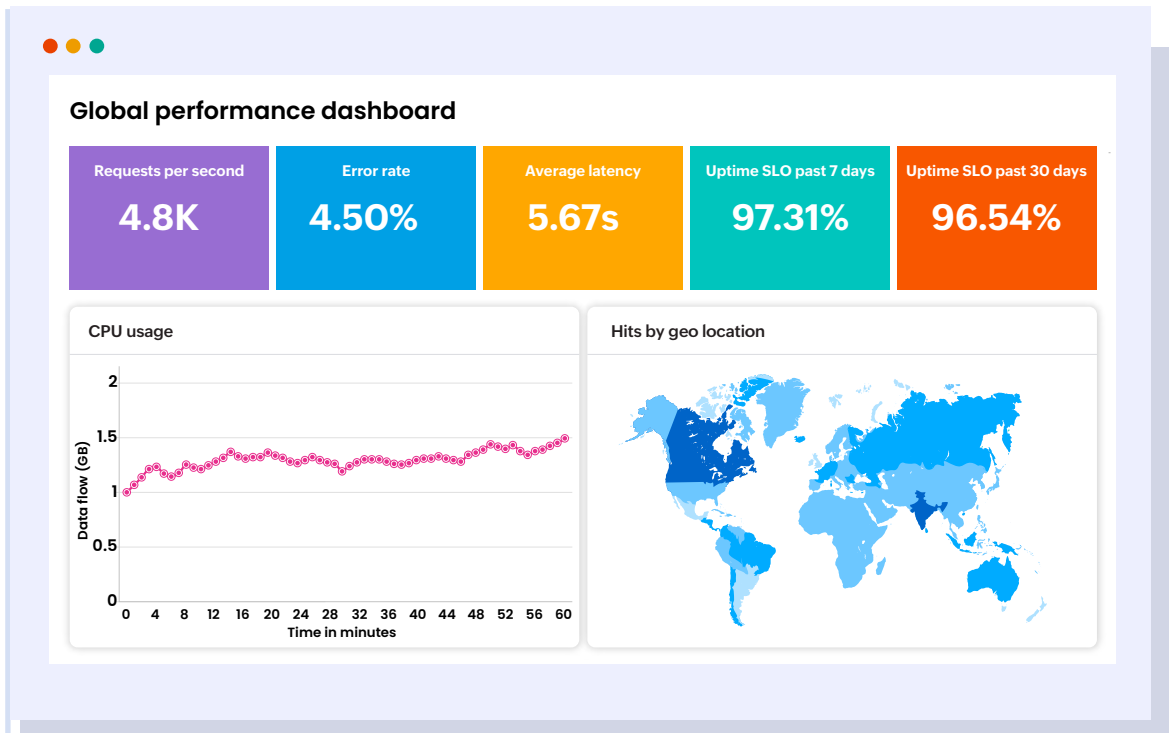 Global performance dashboard
Requests per second
4.8K
Error rate
4.50%
Average latency
5.67s
Uptime SLO past 7 days
97.31%
Uptime SLO past 30 days
96.54%
CPU usage
2
1.5
1
0.5
0
Data flow (GB)
0 4 8 12 16 20 24 28 32 36 40 44 48 52 56 60
Time in minutes
Hits by geo location